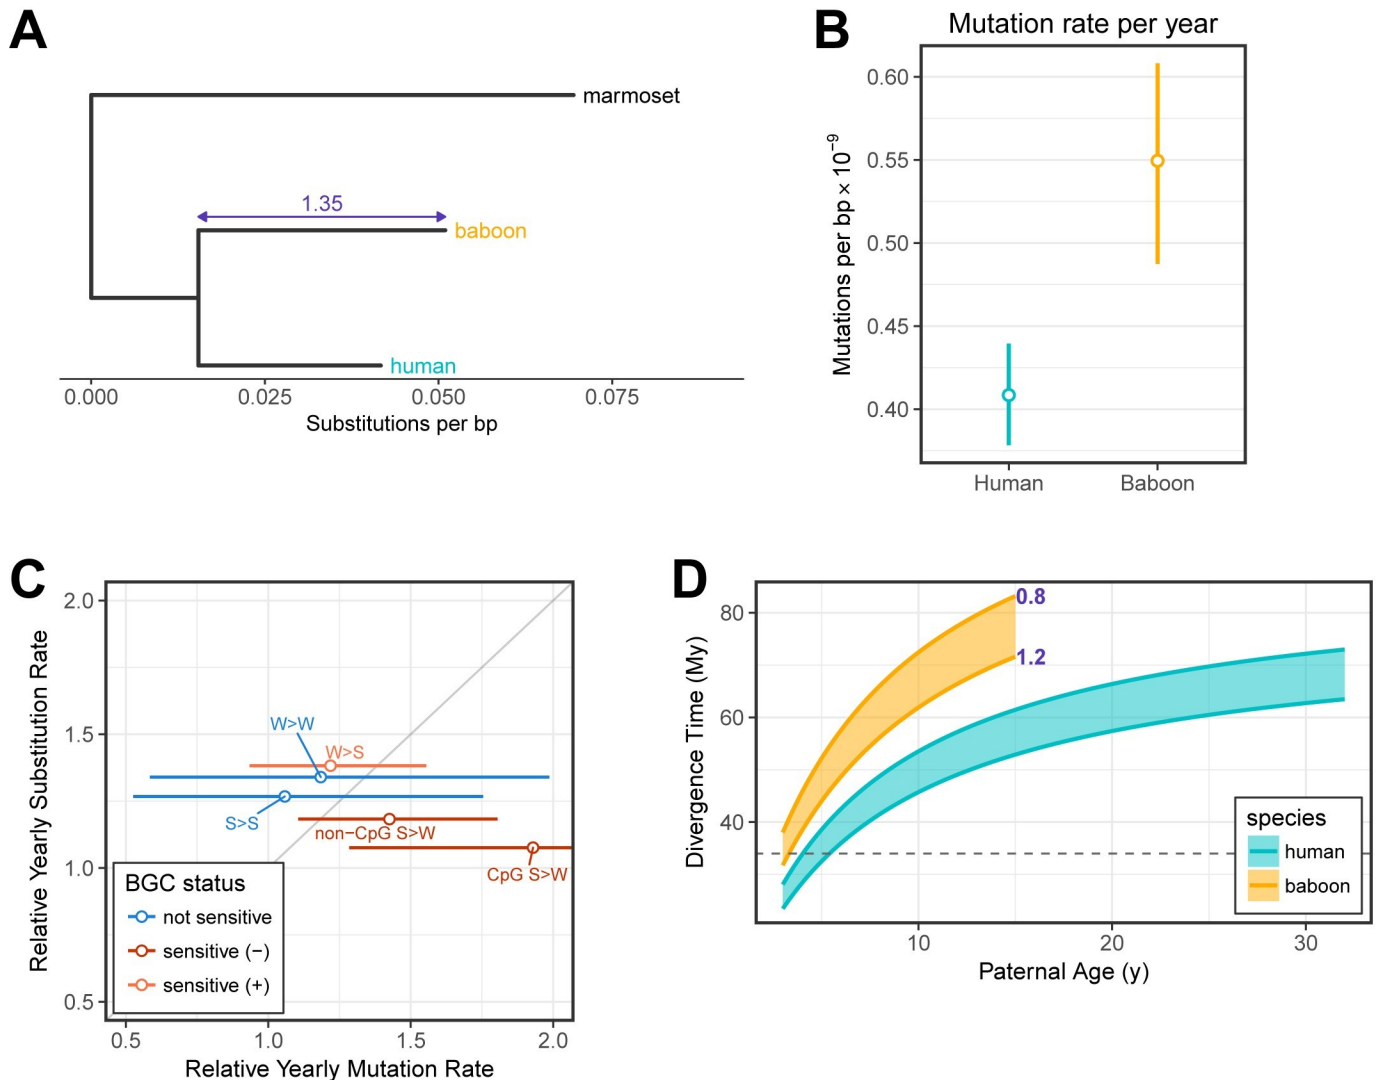 A
marmoset
1.35
baboon
human
0.000 0.025 0.050 0.075
Substitutions per bp
B
Mutation rate per year
Mutations per bp × 10⁻⁹
0.60
0.55
0.50
0.45
0.40
Human Baboon
C
Relative Yearly Substitution Rate
2.0
1.5
1.0
0.5
W>W
W>S
S>S
non−CpG S>W
CpG S>W
BGC status
not sensitive
sensitive (−)
sensitive (+)
0.5 1.0 1.5 2.0
Relative Yearly Mutation Rate
D
Divergence Time (My)
80
60
40
0.8
1.2
species
human
baboon
10 20 30
Paternal Age (y)